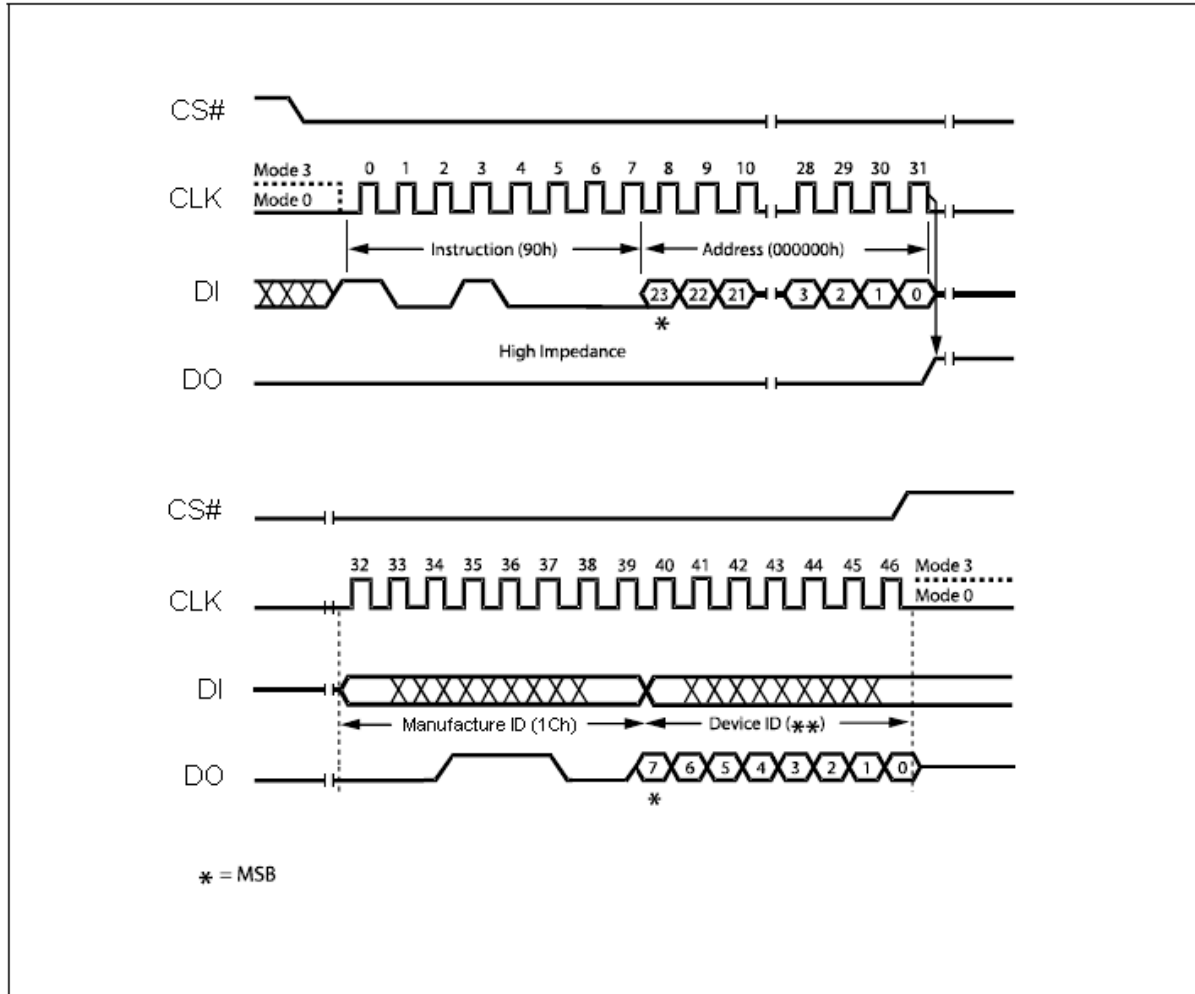 CS#
Mode 3
0 1 2 3 4 5 6 7 8 9 10 28 29 30 31
CLK
Mode 0
Instruction (90h) Address (000000h)
DI 23 22 21 3 2 1 0
*
High Impedance
DO
CS#
32 33 34 35 36 37 38 39 40 41 42 43 44 45 46 Mode 3
CLK Mode 0
DI
Manufacture ID (1Ch) Device ID (**)
DO 7 6 5 4 3 2 1 0
*
* = MSB